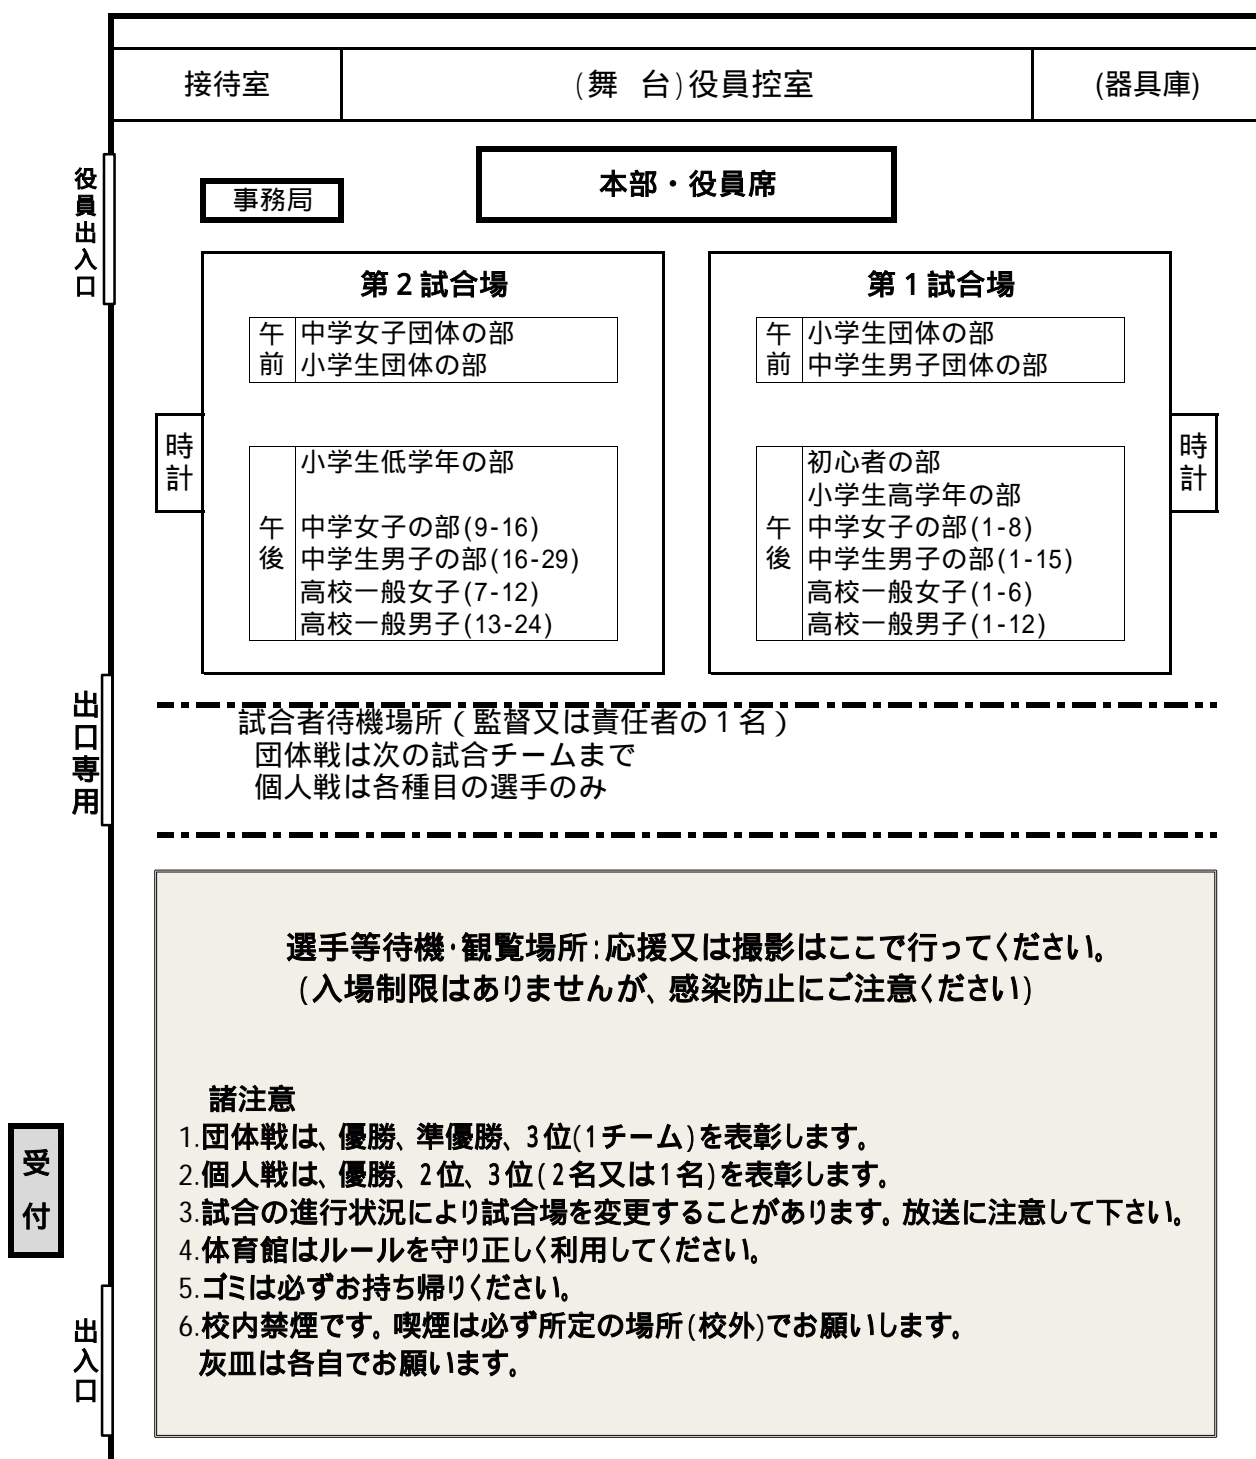 接待室
(舞 台)役員控室
(器具庫)
役員出入口
事務局
本部・役員席
第2試合場
午前
中学女子団体の部
小学生団体の部
時計
午後
小学生低学年の部
中学女子の部(9-16)
中学生男子の部(16-29)
高校一般女子(7-12)
高校一般男子(13-24)
第1試合場
午前
小学生団体の部
中学生男子団体の部
時計
午後
初心者の部
小学生高学年の部
中学女子の部(1-8)
中学生男子の部(1-15)
高校一般女子(1-6)
高校一般男子(1-12)
出口専用
試合者待機場所(監督又は責任者の1名)
団体戦は次の試合チームまで
個人戦は各種目の選手のみ
選手等待機・観覧場所:応援又は撮影はここで行ってください。
(入場制限はありませんが、感染防止にご注意ください)
諸注意
1.団体戦は、優勝、準優勝、3位(1チーム)を表彰します。
2.個人戦は、優勝、2位、3位(2名又は1名)を表彰します。
3.試合の進行状況により試合場を変更することがあります。放送に注意して下さい。
4.体育館はルールを守り正しく利用してください。
5.ゴミは必ずお持ち帰りください。
6.校内禁煙です。喫煙は必ず所定の場所(校外)でお願いします。
灰皿は各自でお願います。
受付
出入口